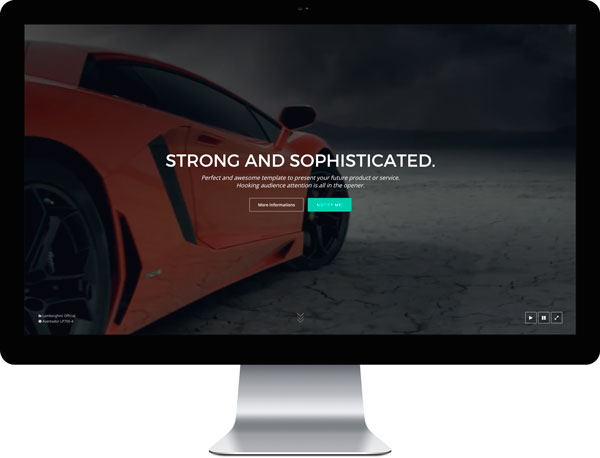 STRONG AND SOPHISTICATED.
Perfect and awesome template to present your future product or service.
Hooking audience attention is all in the opener.
More Informations
NOTIFY ME
Lamborghini Official
Aventador LP700-4